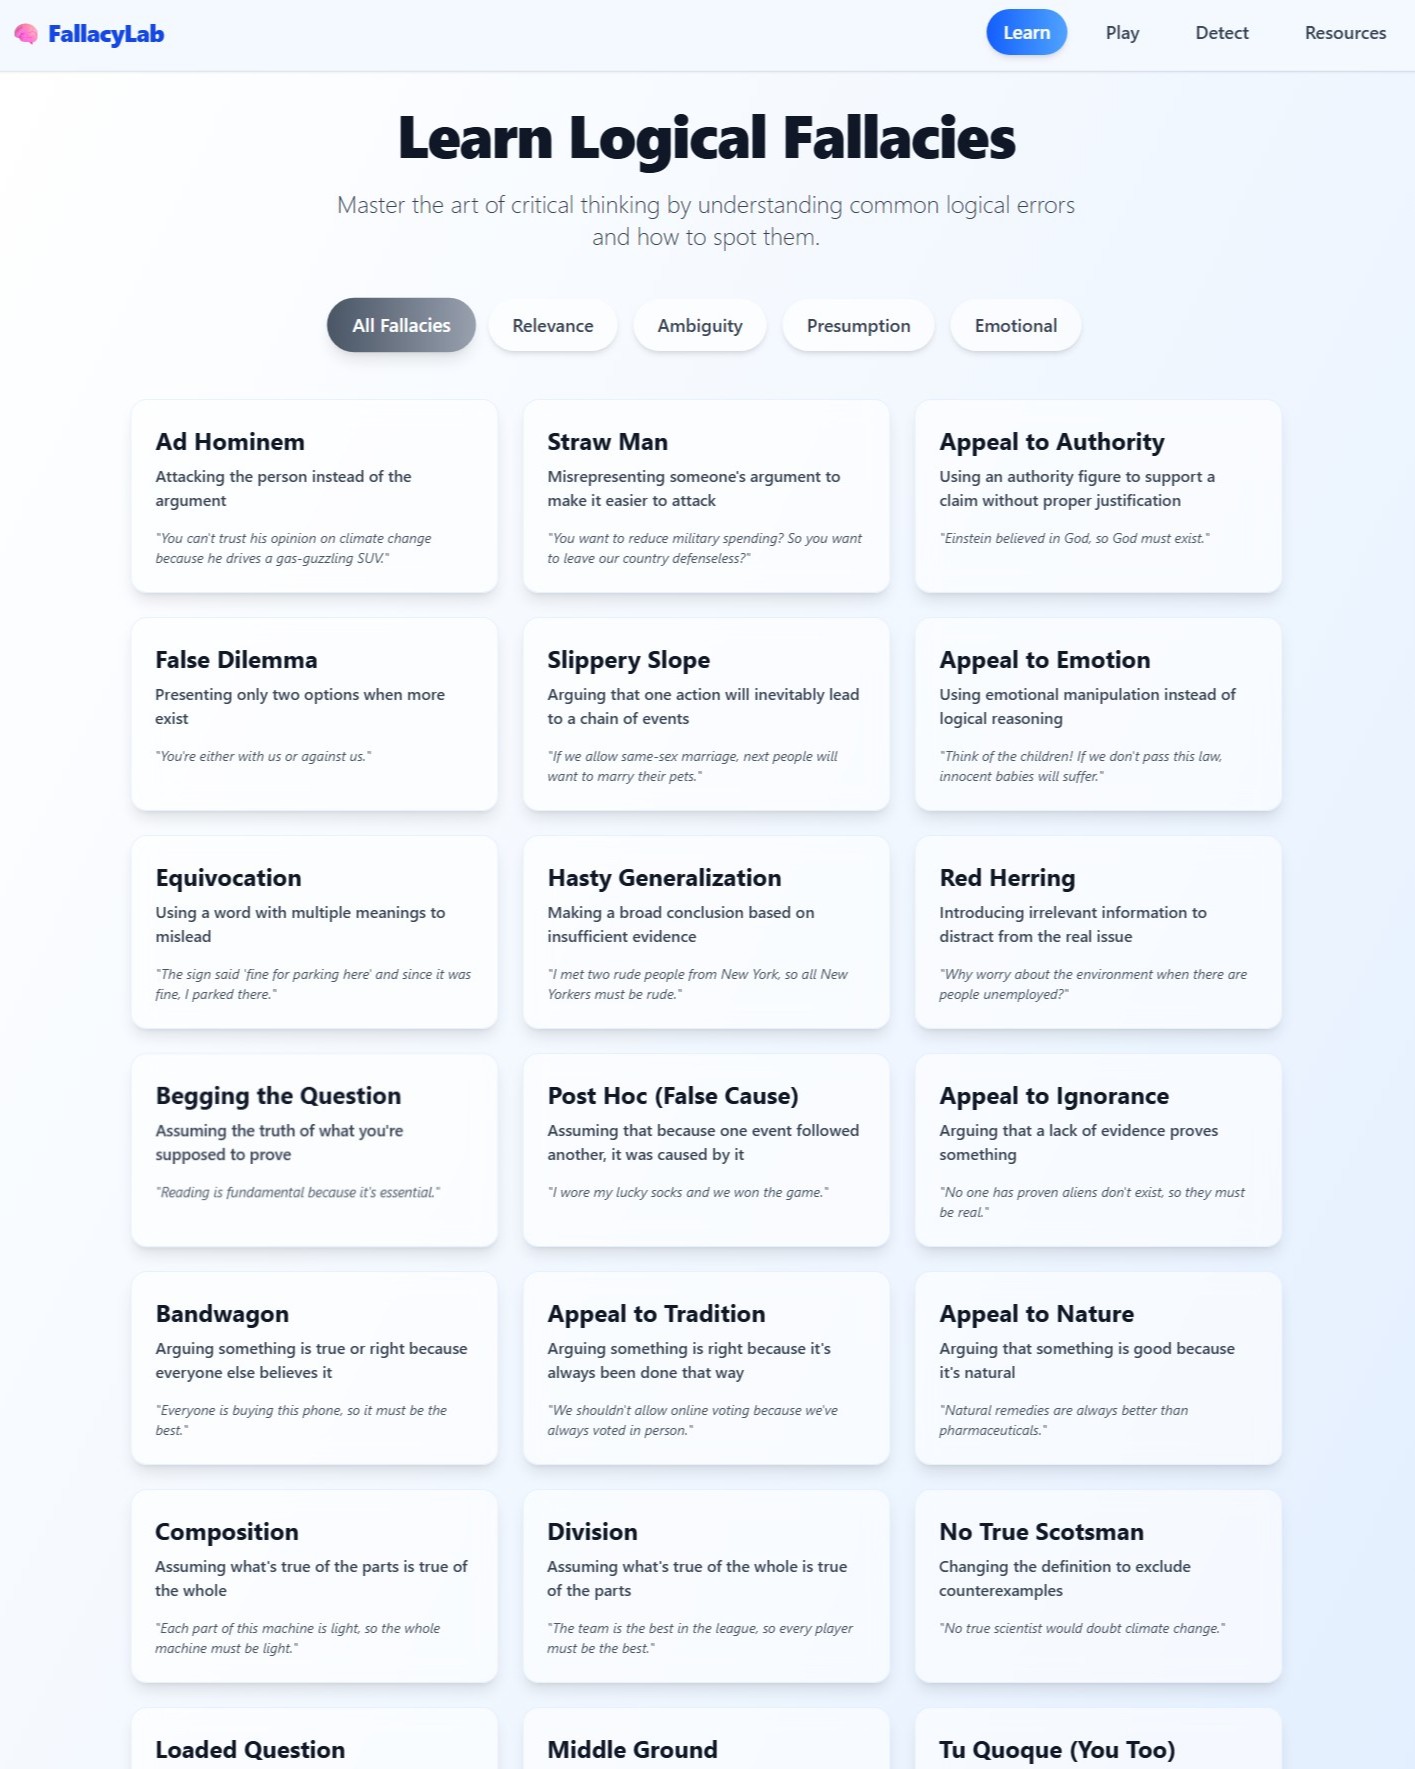 FallacyLab
Learn
Play
Detect
Resources
Learn Logical Fallacies
Master the art of critical thinking by understanding common logical errors
and how to spot them.
All Fallacies
Relevance
Ambiguity
Presumption
Emotional
Ad Hominem
Attacking the person instead of the
argument
"You can't trust his opinion on climate change
because he drives a gas-guzzling SUV."
Straw Man
Misrepresenting someone's argument to
make it easier to attack
"You want to reduce military spending? So you want
to leave our country defenseless?"
Appeal to Authority
Using an authority figure to support a
claim without proper justification
"Einstein believed in God, so God must exist."
False Dilemma
Presenting only two options when more
exist
"You're either with us or against us."
Slippery Slope
Arguing that one action will inevitably lead
to a chain of events
"If we allow same-sex marriage, next people will
want to marry their pets."
Appeal to Emotion
Using emotional manipulation instead of
logical reasoning
"Think of the children! If we don't pass this law,
innocent babies will suffer."
Equivocation
Using a word with multiple meanings to
mislead
"The sign said 'fine for parking here' and since it was
fine, I parked there."
Hasty Generalization
Making a broad conclusion based on
insufficient evidence
"I met two rude people from New York, so all New
Yorkers must be rude."
Red Herring
Introducing irrelevant information to
distract from the real issue
"Why worry about the environment when there are
people unemployed?"
Begging the Question
Assuming the truth of what you're
supposed to prove
"Reading is fundamental because it's essential."
Post Hoc (False Cause)
Assuming that because one event followed
another, it was caused by it
"I wore my lucky socks and we won the game."
Appeal to Ignorance
Arguing that a lack of evidence proves
something
"No one has proven aliens don't exist, so they must
be real."
Bandwagon
Arguing something is true or right because
everyone else believes it
"Everyone is buying this phone, so it must be the
best."
Appeal to Tradition
Arguing something is right because it's
always been done that way
"We shouldn't allow online voting because we've
always voted in person."
Appeal to Nature
Arguing that something is good because
it's natural
"Natural remedies are always better than
pharmaceuticals."
Composition
Assuming what's true of the parts is true of
the whole
"Each part of this machine is light, so the whole
machine must be light."
Division
Assuming what's true of the whole is true
of the parts
"The team is the best in the league, so every player
must be the best."
No True Scotsman
Changing the definition to exclude
counterexamples
"No true scientist would doubt climate change."
Loaded Question
Middle Ground
Tu Quoque (You Too)